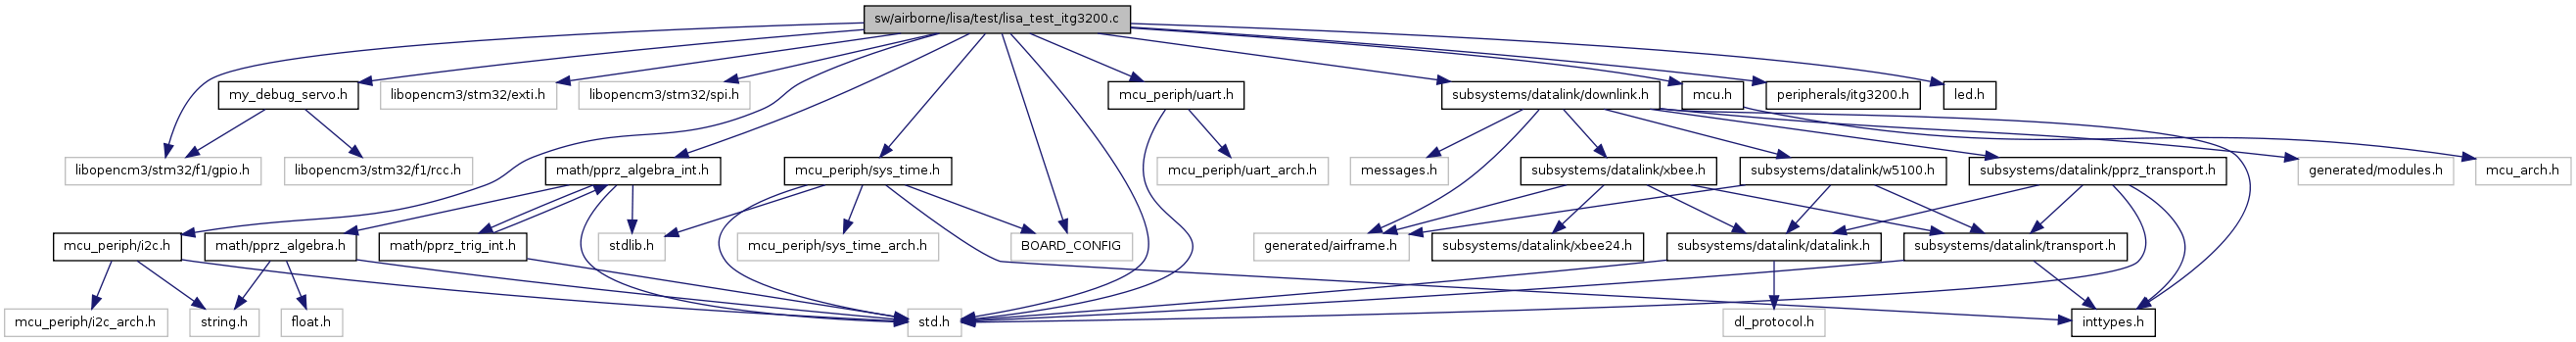 sw/airborne/lisa/test/lisa_test_itg3200.c
my_debug_servo.h
libopencm3/stm32/exti.h
libopencm3/stm32/spi.h
mcu_periph/uart.h
subsystems/datalink/downlink.h
mcu.h
peripherals/itg3200.h
led.h
libopencm3/stm32/f1/gpio.h
libopencm3/stm32/f1/rcc.h
math/pprz_algebra_int.h
mcu_periph/sys_time.h
mcu_periph/uart_arch.h
messages.h
subsystems/datalink/xbee.h
subsystems/datalink/w5100.h
subsystems/datalink/pprz_transport.h
generated/modules.h
mcu_arch.h
mcu_periph/i2c.h
math/pprz_algebra.h
math/pprz_trig_int.h
stdlib.h
mcu_periph/sys_time_arch.h
BOARD_CONFIG
generated/airframe.h
subsystems/datalink/xbee24.h
subsystems/datalink/datalink.h
subsystems/datalink/transport.h
mcu_periph/i2c_arch.h
string.h
float.h
std.h
dl_protocol.h
inttypes.h